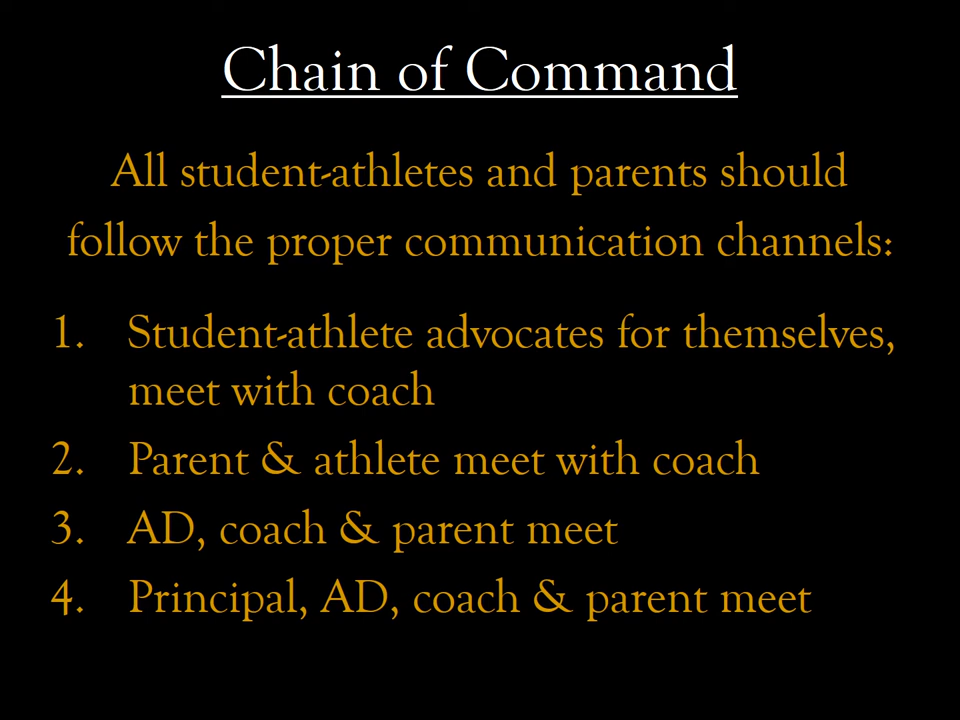 Chain of Command
All student-athletes and parents should
follow the proper communication channels:
1. Student-athlete advocates for themselves,
meet with coach
2. Parent & athlete meet with coach
3. AD, coach & parent meet
4. Principal, AD, coach & parent meet